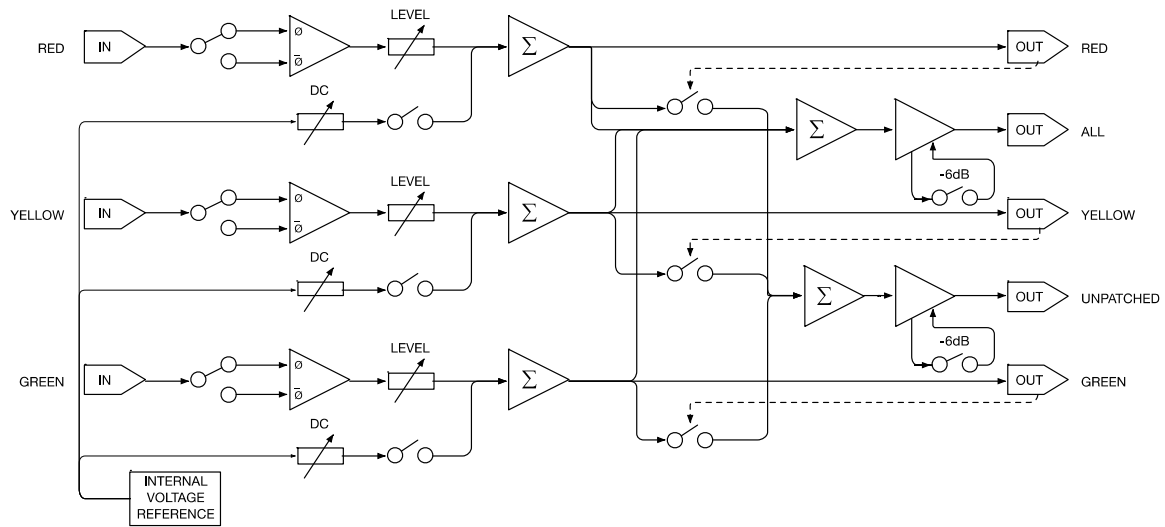 LEVEL
RED IN Ø OUT RED
Ø̅ Σ
DC
Σ OUT ALL
LEVEL -6dB
YELLOW IN Ø OUT YELLOW
Ø̅ Σ
DC
Σ OUT UNPATCHED
LEVEL -6dB
GREEN IN Ø OUT GREEN
Ø̅ Σ
DC
INTERNAL
VOLTAGE
REFERENCE